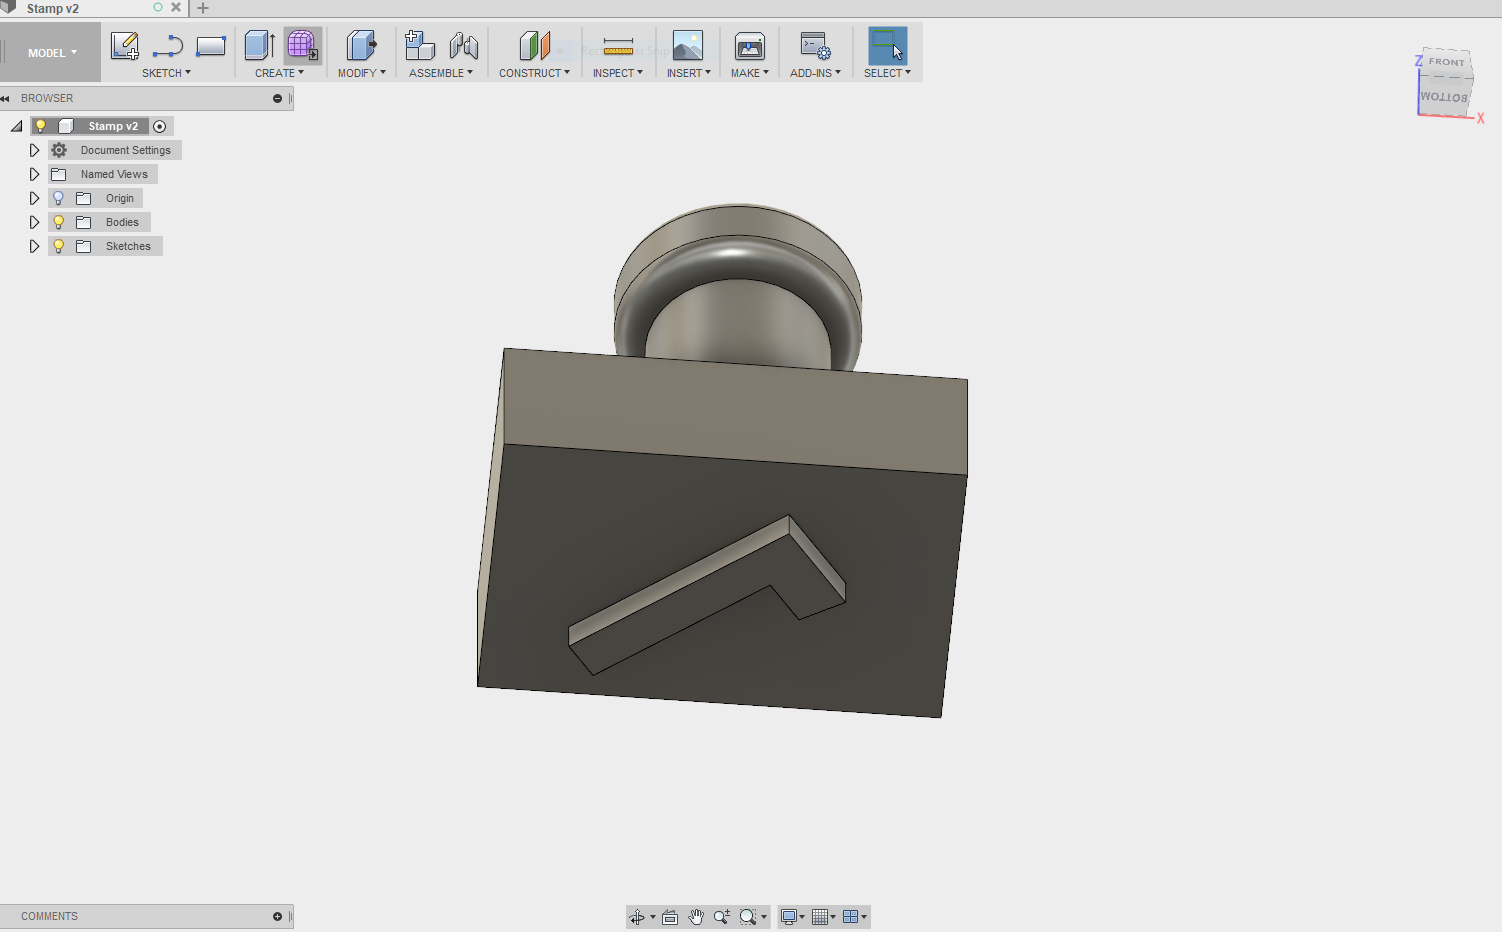 Stamp v2
MODEL
SKETCH
CREATE
MODIFY
ASSEMBLE
CONSTRUCT
INSPECT
INSERT
MAKE
ADD-INS
SELECT
Z
FRONT
BOTTOM
X
BROWSER
Stamp v2
Document Settings
Named Views
Origin
Bodies
Sketches
COMMENTS